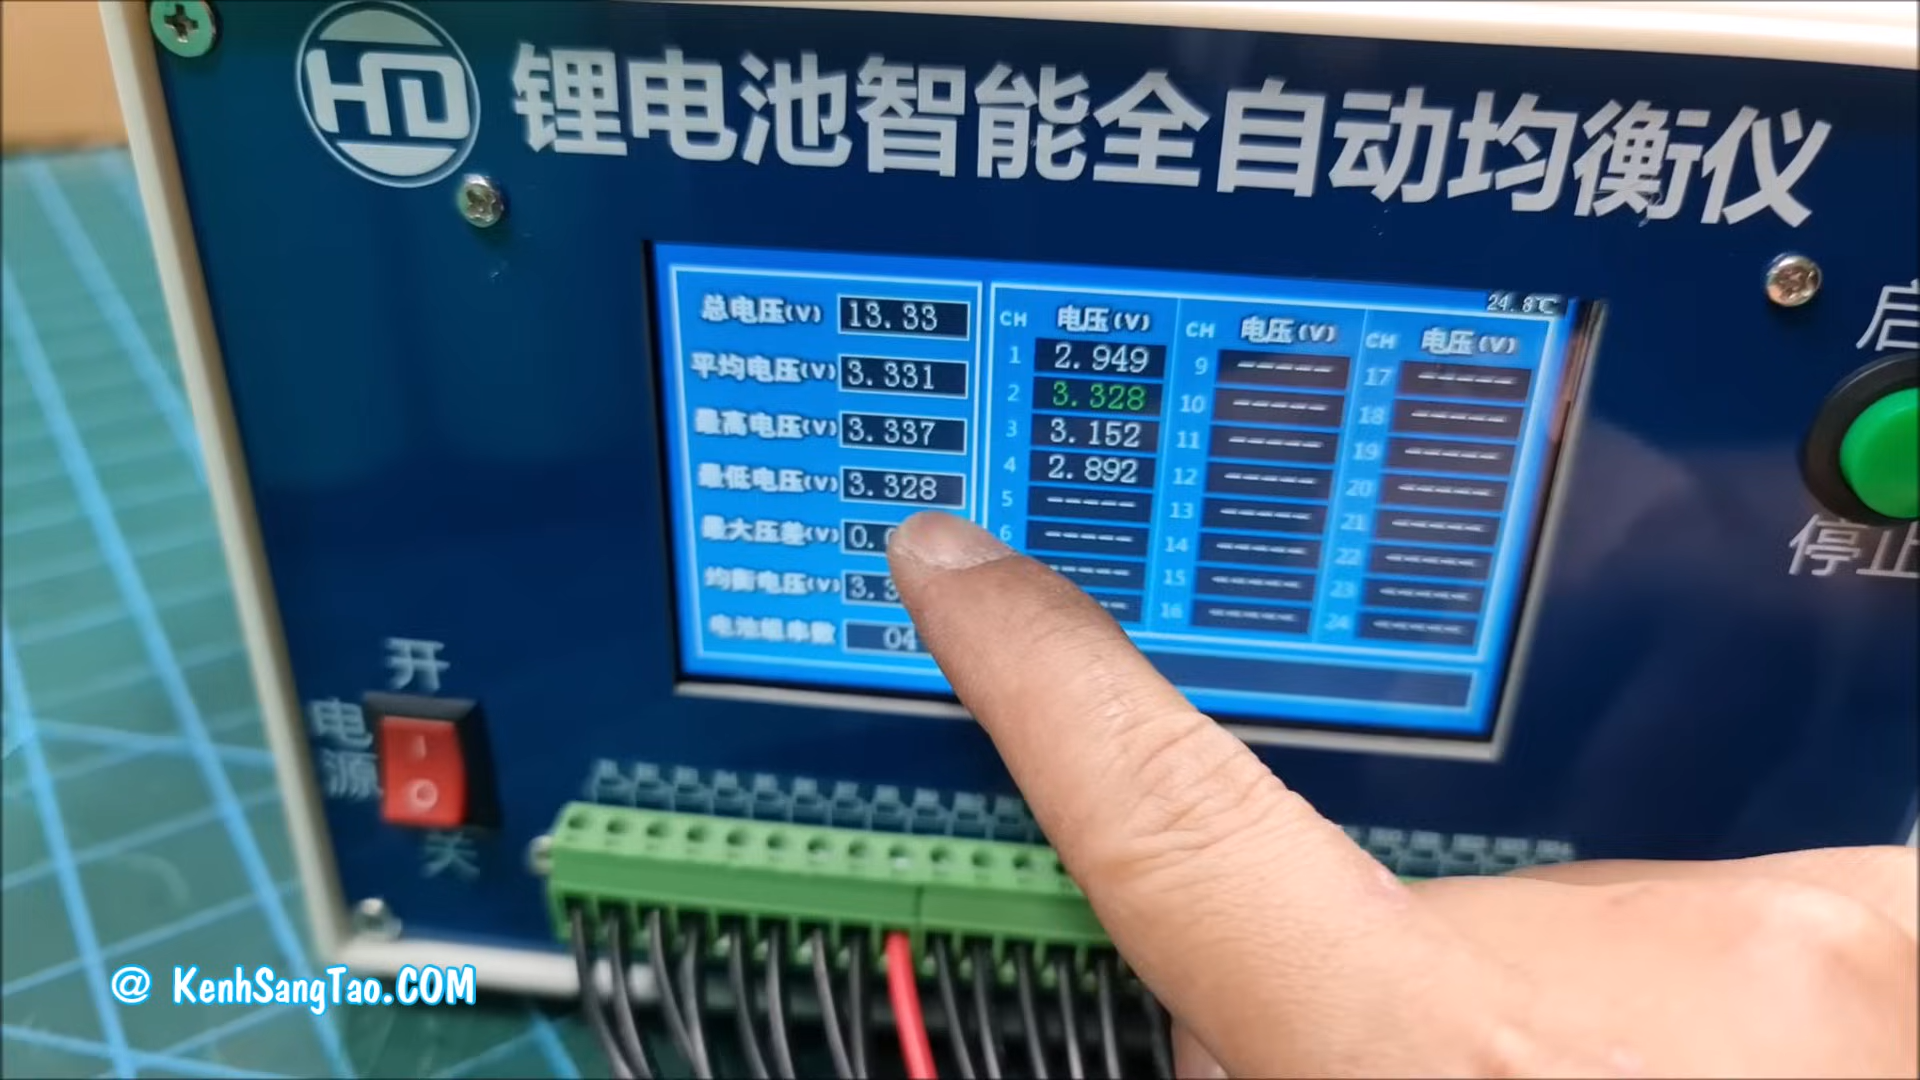 HD 锂电池智能全自动均衡仪
24.8℃
总电压(V) 13.33
平均电压(V) 3.331
最高电压(V) 3.337
最低电压(V) 3.328
最大压差(V) 0.
均衡电压(V) 3.3
电池组串数 04
CH 电压(V) CH 电压(V) CH 电压(V)
1 2.949 9 ----- 17 -----
2 3.328 10 ----- 18 -----
3 3.152 11 ----- 19 -----
4 2.892 12 ----- 20 -----
5 ----- 13 ----- 21 -----
6 ----- 14 ----- 22 -----
----- 15 ----- 23 -----
16 ----- 24 -----
启
停止
开
电源
关
@ KenhSangTao.COM